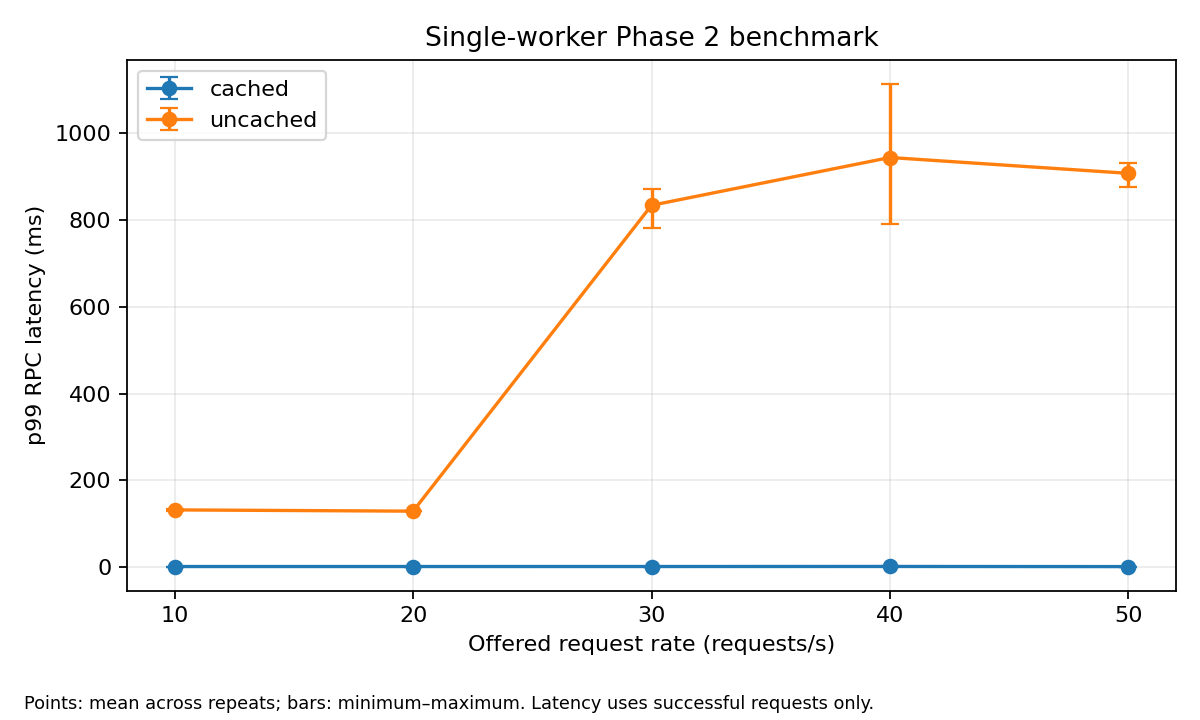 Single-worker Phase 2 benchmark
cached
uncached
1000
800
600
400
200
0
p99 RPC latency (ms)
10 20 30 40 50
Offered request rate (requests/s)
Points: mean across repeats; bars: minimum–maximum. Latency uses successful requests only.